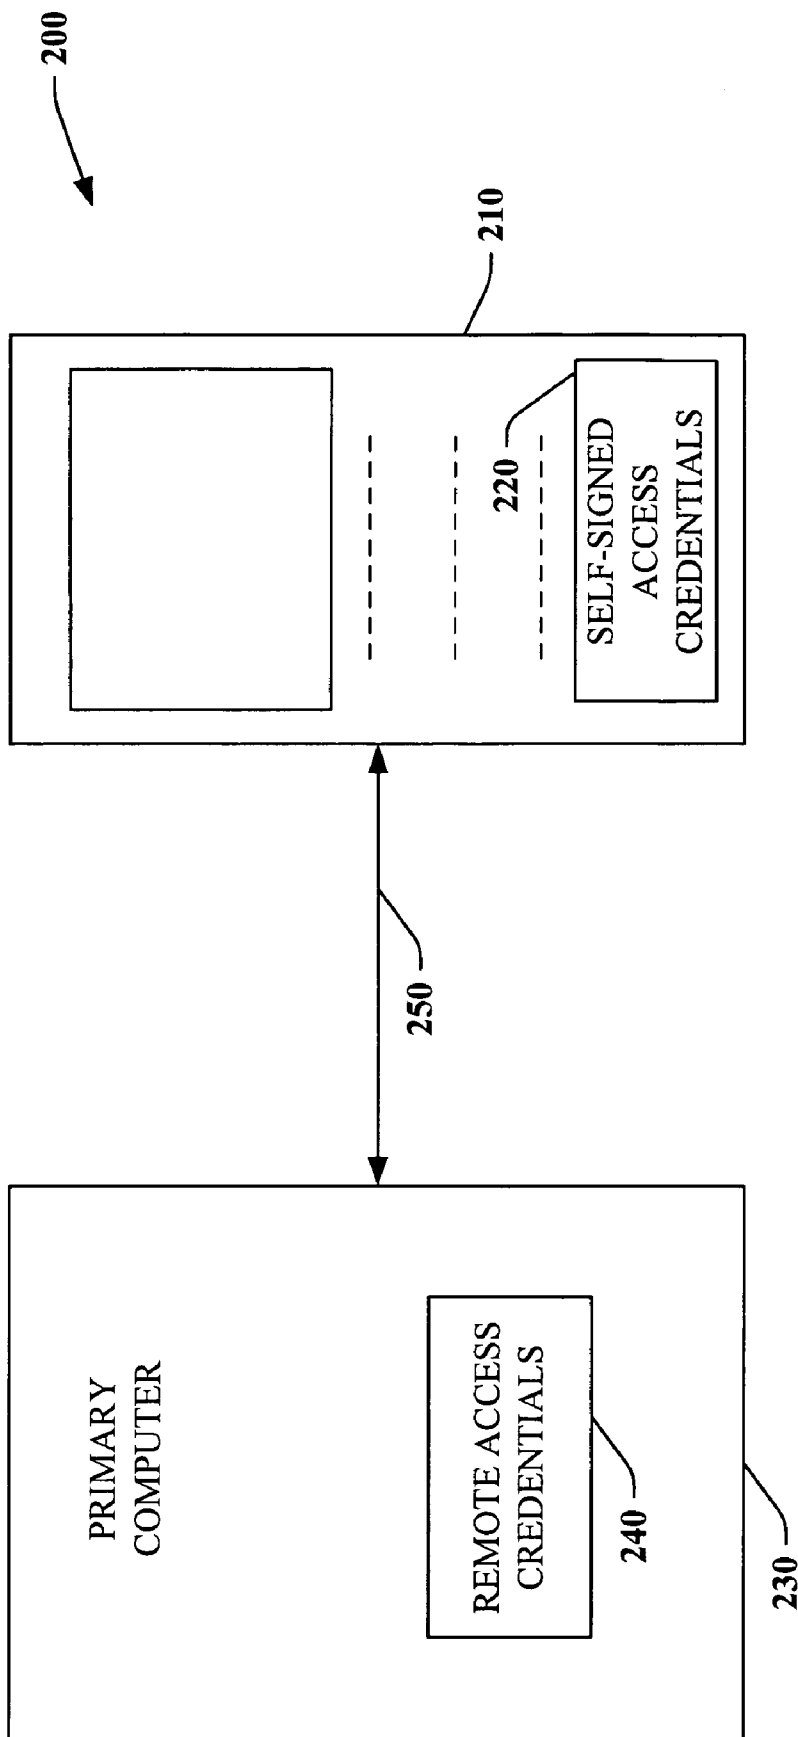 200
210
220
SELF-SIGNED
ACCESS
CREDENTIALS
250
PRIMARY
COMPUTER
REMOTE ACCESS
CREDENTIALS
240
230